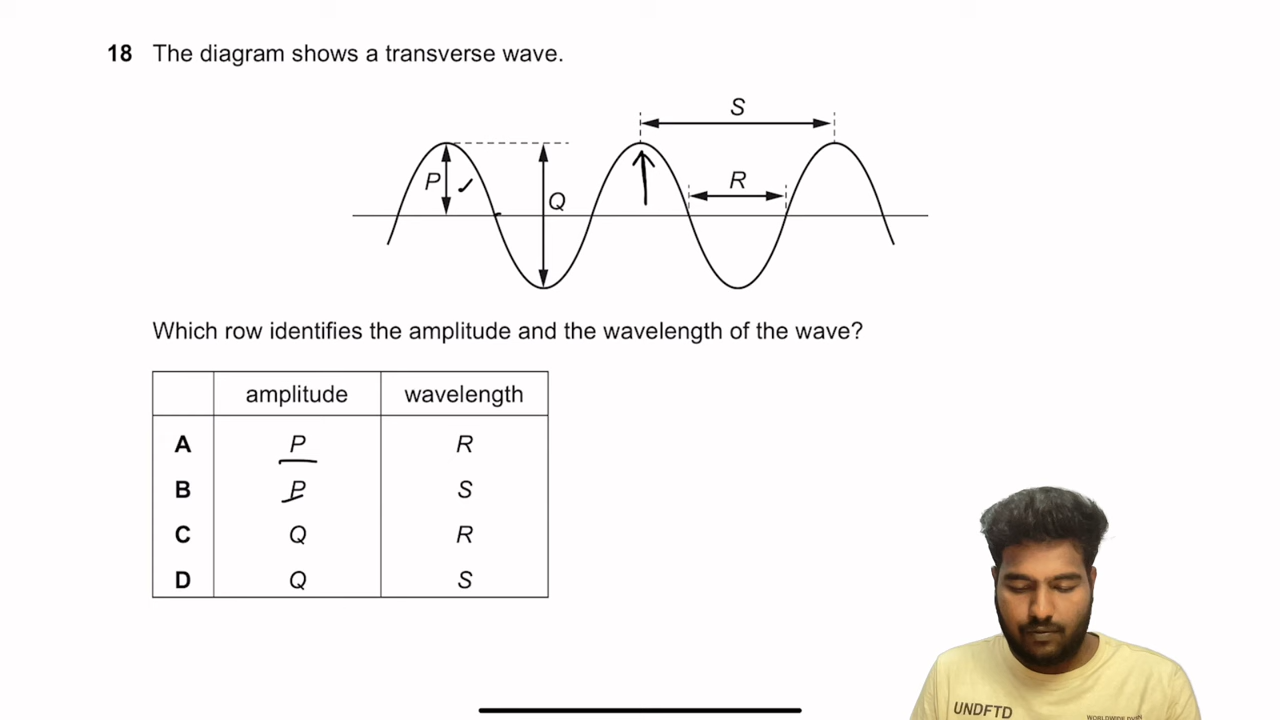 18 The diagram shows a transverse wave.
S
P
Q
R
Which row identifies the amplitude and the wavelength of the wave?
amplitude wavelength
A P R
B P S
C Q R
D Q S
UNDFTD